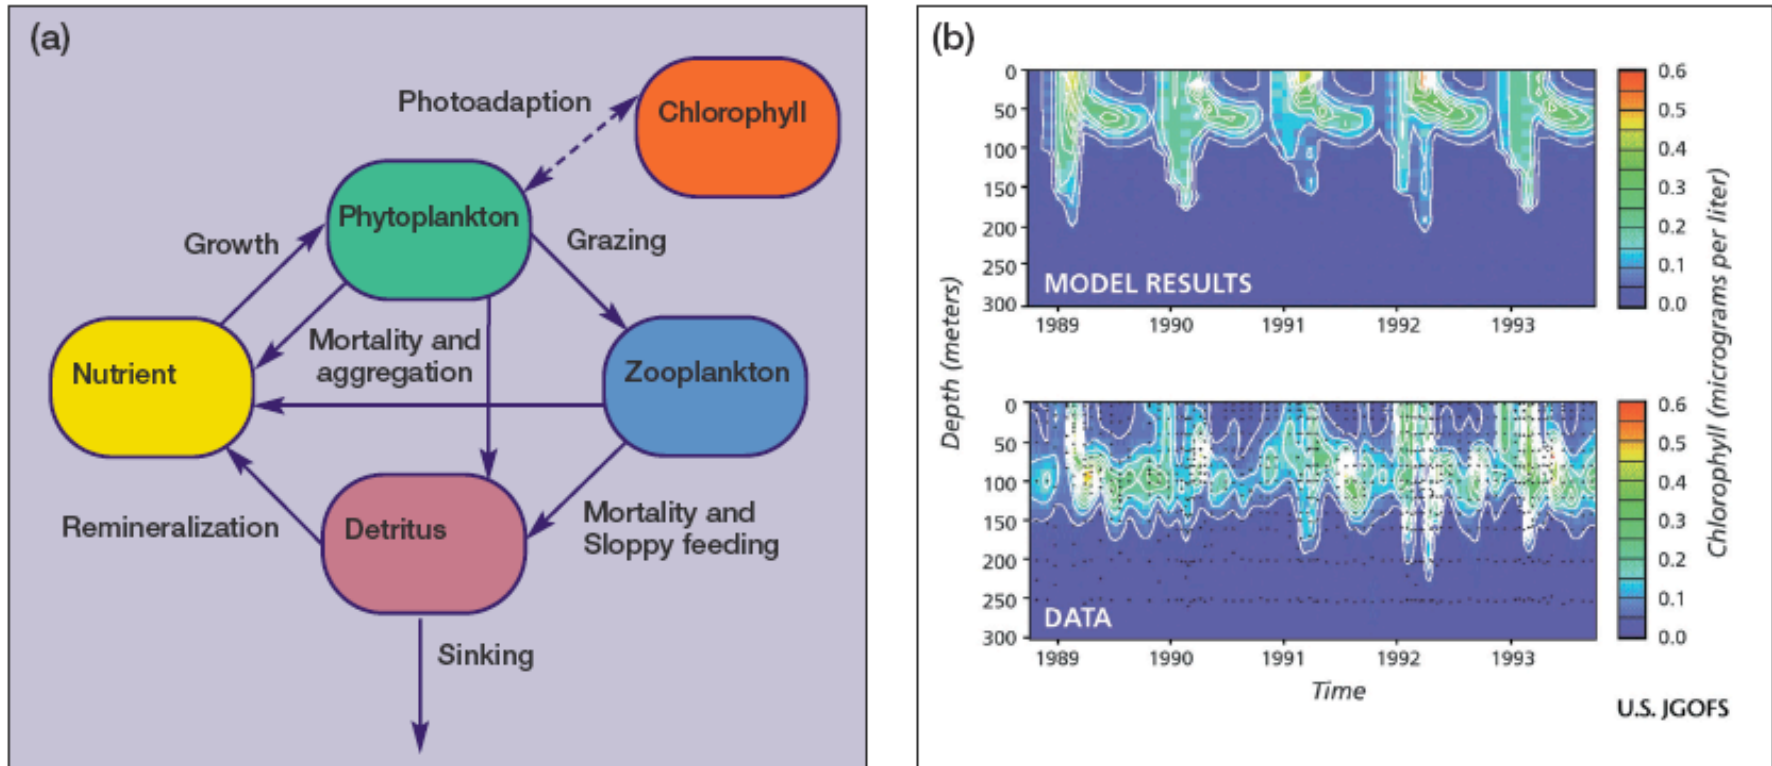 (a)
Photoadaption
Chlorophyll
Phytoplankton
Growth
Grazing
Mortality and
aggregation
Nutrient
Zooplankton
Remineralization
Detritus
Mortality and
Sloppy feeding
Sinking
(b)
Depth (meters)
0
50
100
150
200
250
300
MODEL RESULTS
1989 1990 1991 1992 1993
0.6
0.5
0.4
0.3
0.2
0.1
0.0
Chlorophyll (micrograms per liter)
0
50
100
150
200
250
300
DATA
1989 1990 1991 1992 1993
Time
0.6
0.5
0.4
0.3
0.2
0.1
0.0
U.S. JGOFS